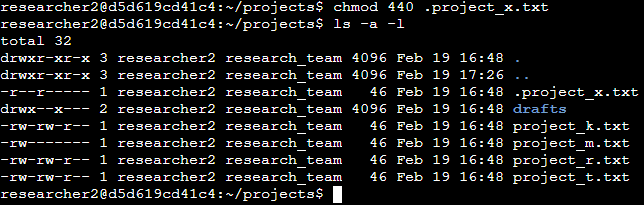 researcher2@d5d619cd41c4:~/projects$ chmod 440 .project_x.txt
researcher2@d5d619cd41c4:~/projects$ ls -a -l
total 32
drwxr-xr-x 3 researcher2 research_team 4096 Feb 19 16:48 .
drwxr-xr-x 3 researcher2 research_team 4096 Feb 19 17:26 ..
-r--r----- 1 researcher2 research_team   46 Feb 19 16:48 .project_x.txt
drwx--x--- 2 researcher2 research_team 4096 Feb 19 16:48 drafts
-rw-rw-r-- 1 researcher2 research_team   46 Feb 19 16:48 project_k.txt
-rw------- 1 researcher2 research_team   46 Feb 19 16:48 project_m.txt
-rw-rw-r-- 1 researcher2 research_team   46 Feb 19 16:48 project_r.txt
-rw-rw-r-- 1 researcher2 research_team   46 Feb 19 16:48 project_t.txt
researcher2@d5d619cd41c4:~/projects$